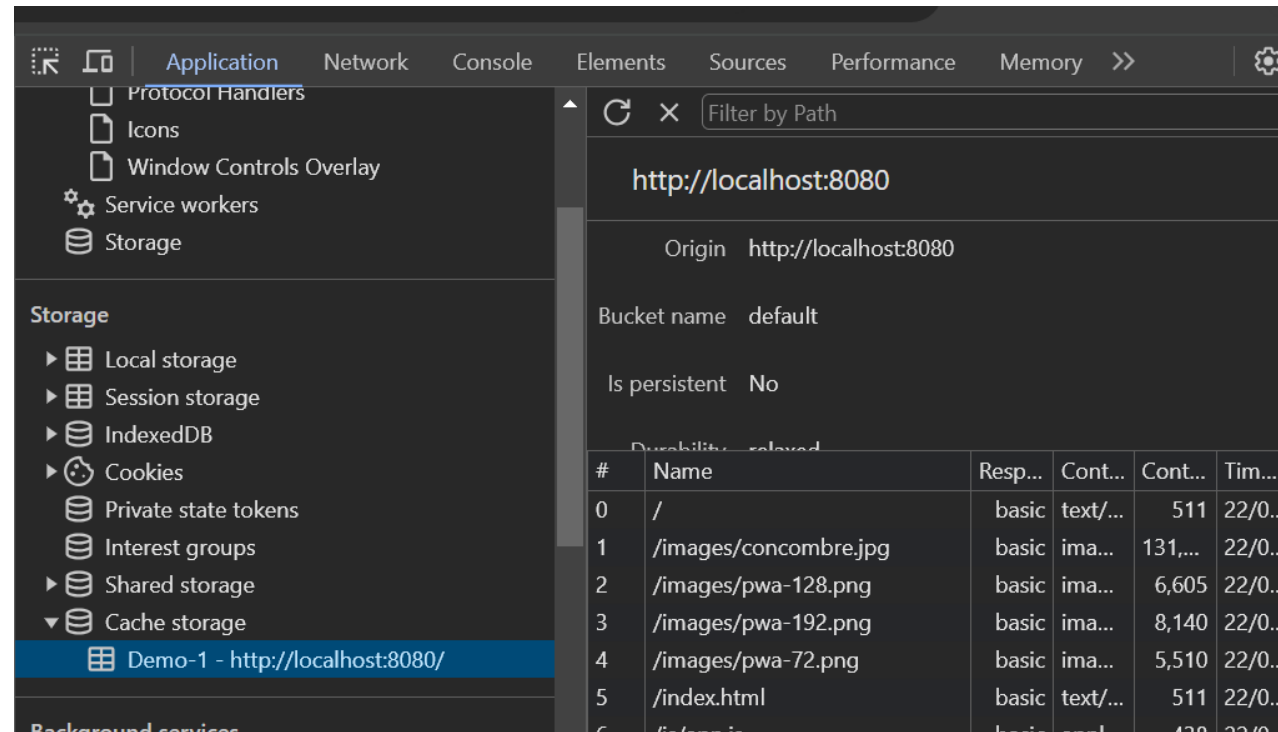 Application Network Console Elements Sources Performance Memory
Protocol Handlers
Icons
Window Controls Overlay
Service workers
Storage
Storage
Local storage
Session storage
IndexedDB
Cookies
Private state tokens
Interest groups
Shared storage
Cache storage
Demo-1 - http://localhost:8080/
Background services
Filter by Path
http://localhost:8080
Origin http://localhost:8080
Bucket name default
Is persistent No
Durability relaxed
# Name Resp... Cont... Cont... Tim...
0 / basic text/... 511 22/0...
1 /images/concombre.jpg basic ima... 131,... 22/0...
2 /images/pwa-128.png basic ima... 6,605 22/0...
3 /images/pwa-192.png basic ima... 8,140 22/0...
4 /images/pwa-72.png basic ima... 5,510 22/0...
5 /index.html basic text/... 511 22/0...